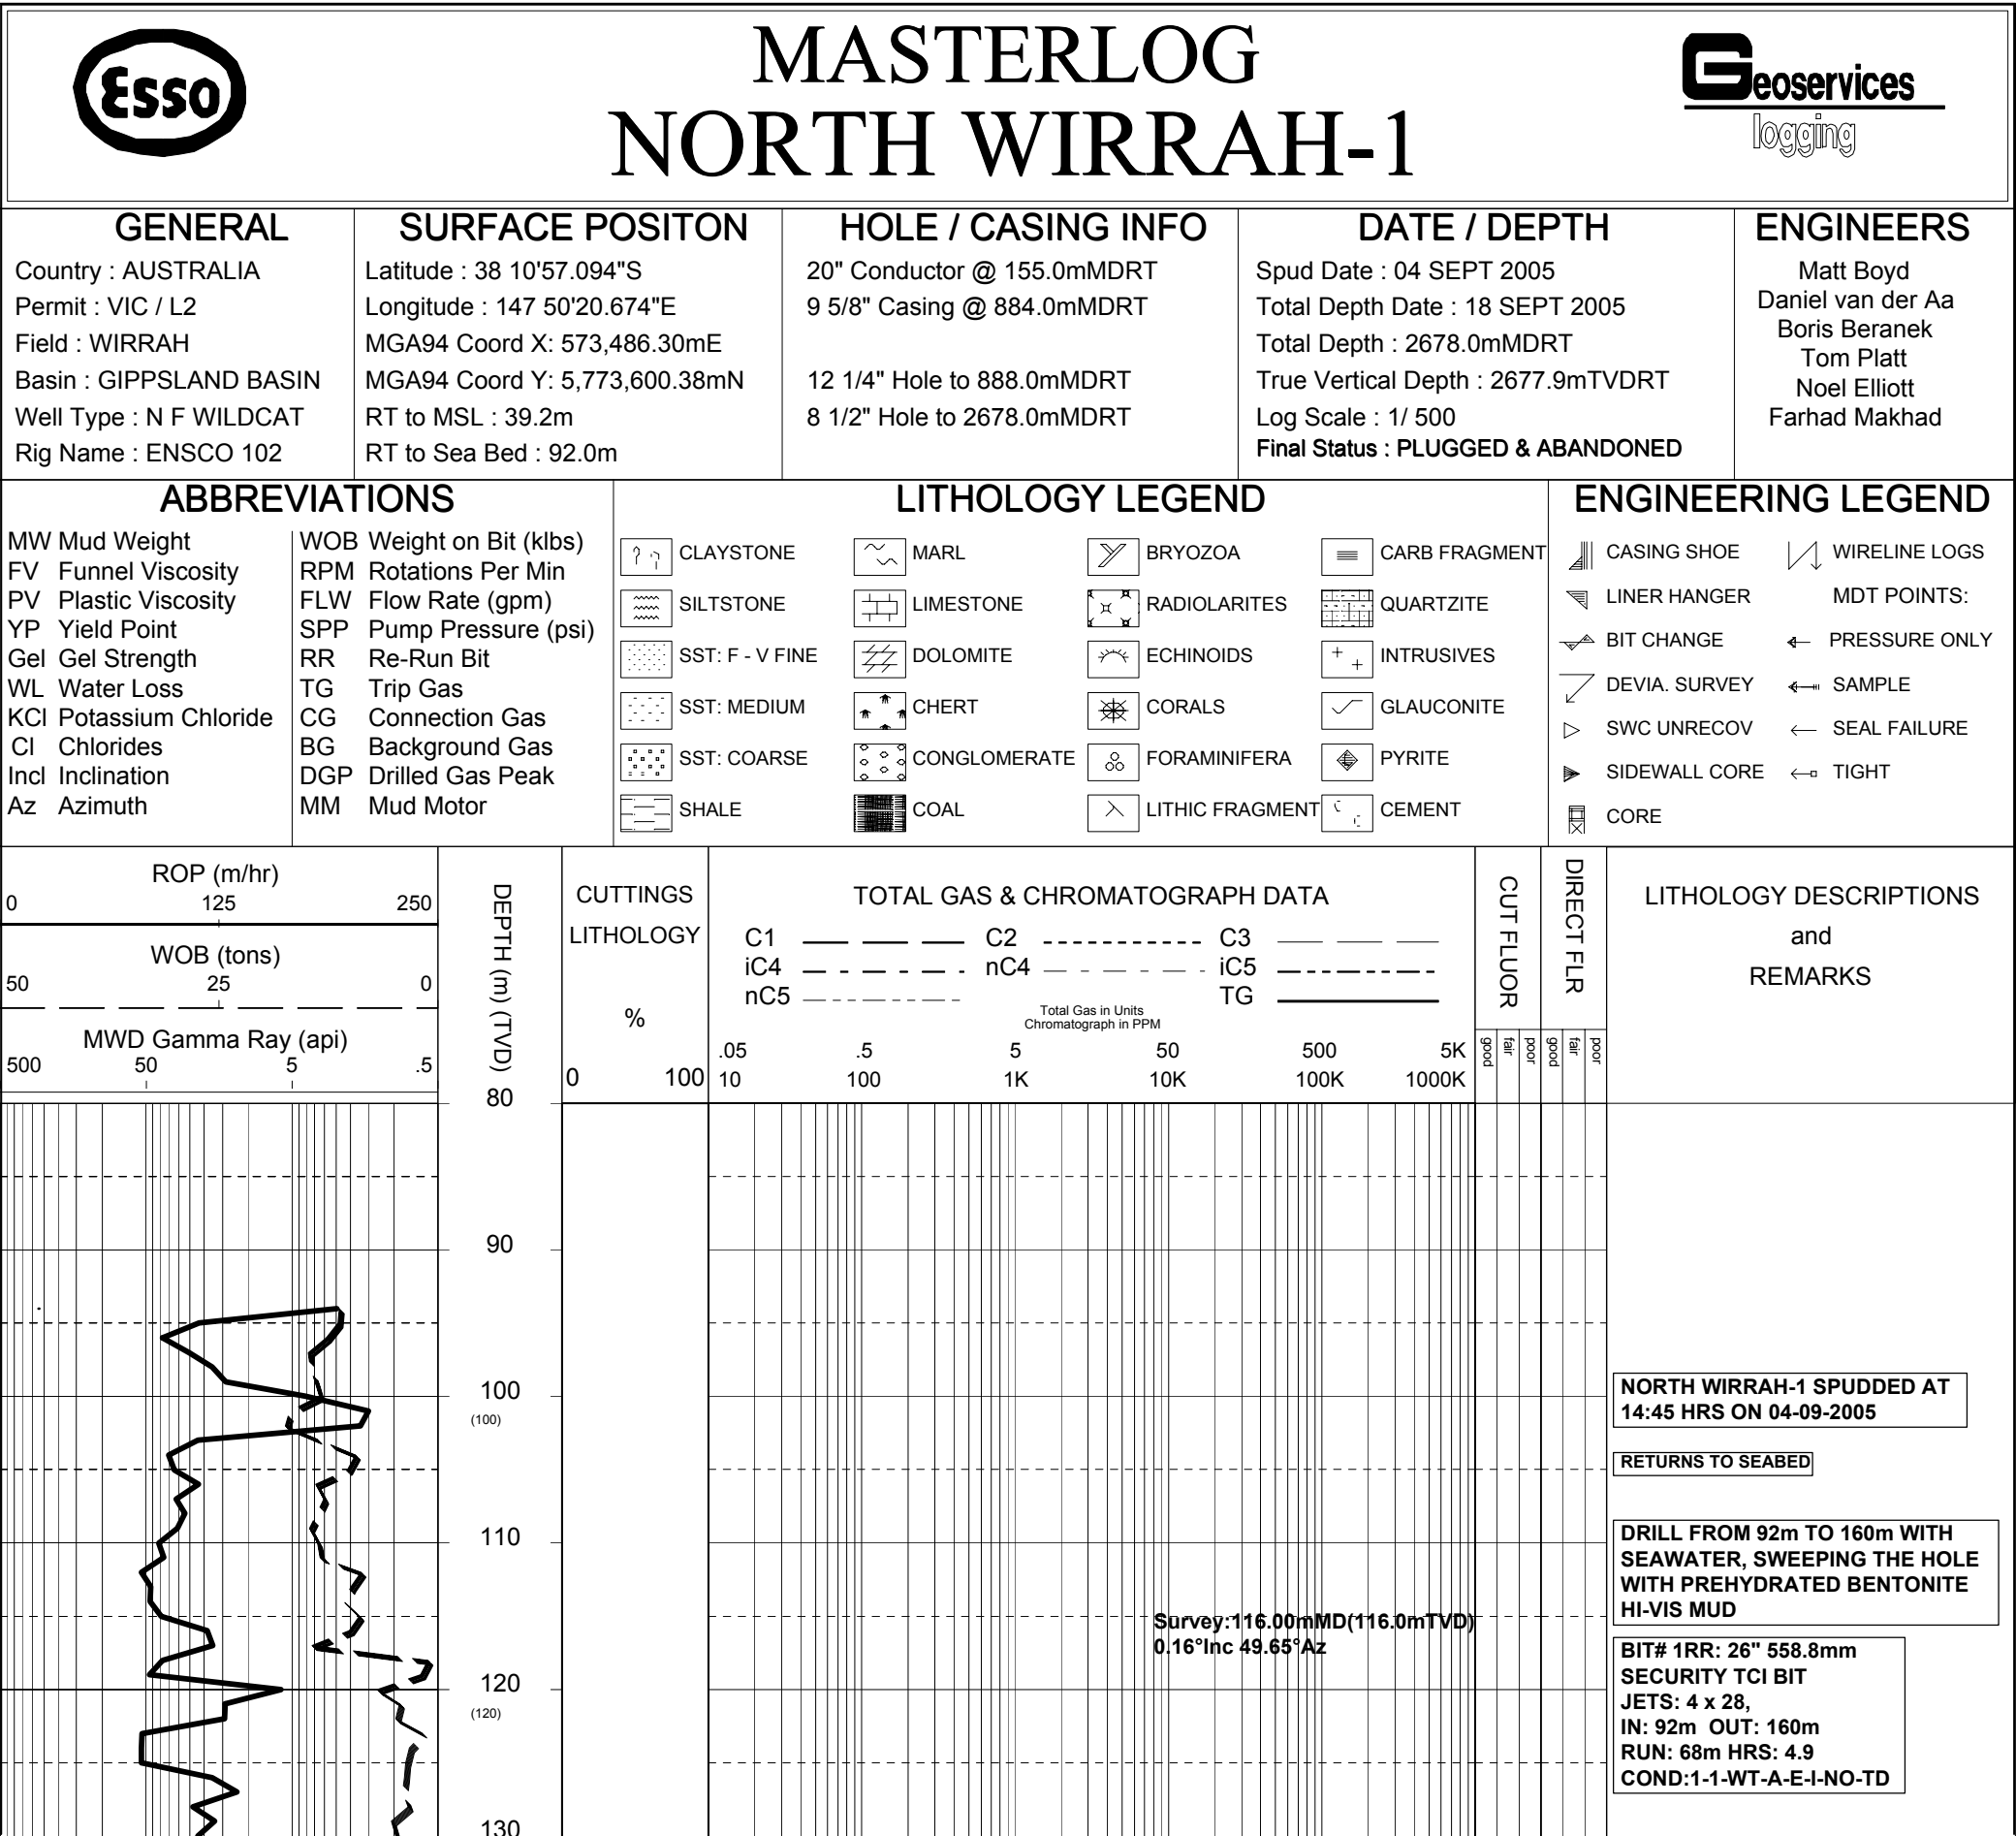 Esso
MASTERLOG
NORTH WIRRAH-1
Geoservices
logging
GENERAL
Country : AUSTRALIA
Permit : VIC / L2
Field : WIRRAH
Basin : GIPPSLAND BASIN
Well Type : N F WILDCAT
Rig Name : ENSCO 102
SURFACE POSITON
Latitude : 38 10'57.094"S
Longitude : 147 50'20.674"E
MGA94 Coord X: 573,486.30mE
MGA94 Coord Y: 5,773,600.38mN
RT to MSL : 39.2m
RT to Sea Bed : 92.0m
HOLE / CASING INFO
20" Conductor @ 155.0mMDRT
9 5/8" Casing @ 884.0mMDRT
12 1/4" Hole to 888.0mMDRT
8 1/2" Hole to 2678.0mMDRT
DATE / DEPTH
Spud Date : 04 SEPT 2005
Total Depth Date : 18 SEPT 2005
Total Depth : 2678.0mMDRT
True Vertical Depth : 2677.9mTVDRT
Log Scale : 1/ 500
Final Status : PLUGGED & ABANDONED
ENGINEERS
Matt Boyd
Daniel van der Aa
Boris Beranek
Tom Platt
Noel Elliott
Farhad Makhad
ABBREVIATIONS
MW Mud Weight
FV Funnel Viscosity
PV Plastic Viscosity
YP Yield Point
Gel Gel Strength
WL Water Loss
KCl Potassium Chloride
Cl Chlorides
Incl Inclination
Az Azimuth
WOB Weight on Bit (klbs)
RPM Rotations Per Min
FLW Flow Rate (gpm)
SPP Pump Pressure (psi)
RR Re-Run Bit
TG Trip Gas
CG Connection Gas
BG Background Gas
DGP Drilled Gas Peak
MM Mud Motor
LITHOLOGY LEGEND
CLAYSTONE
SILTSTONE
SST: F - V FINE
SST: MEDIUM
SST: COARSE
SHALE
MARL
LIMESTONE
DOLOMITE
CHERT
CONGLOMERATE
COAL
BRYOZOA
RADIOLARITES
ECHINOIDS
CORALS
FORAMINIFERA
LITHIC FRAGMENT
CARB FRAGMENT
QUARTZITE
INTRUSIVES
GLAUCONITE
PYRITE
CEMENT
ENGINEERING LEGEND
CASING SHOE
LINER HANGER
BIT CHANGE
DEVIA. SURVEY
SWC UNRECOV
SIDEWALL CORE
CORE
WIRELINE LOGS
MDT POINTS:
PRESSURE ONLY
SAMPLE
SEAL FAILURE
TIGHT
ROP (m/hr)
0 125 250
WOB (tons)
50 25 0
MWD Gamma Ray (api)
500 50 5 .5
DEPTH (m) (TVD)
CUTTINGS
LITHOLOGY
%
0 100
TOTAL GAS & CHROMATOGRAPH DATA
C1 C2 C3
iC4 nC4 iC5
nC5 TG
Total Gas in Units
Chromatograph in PPM
.05 .5 5 50 500 5K
10 100 1K 10K 100K 1000K
CUT FLUOR
good fair poor
DIRECT FLR
good fair poor
LITHOLOGY DESCRIPTIONS
and
REMARKS
80
90
100
(100)
110
120
(120)
130
Survey:116.00mMD(116.0mTVD)
0.16°Inc 49.65°Az
NORTH WIRRAH-1 SPUDDED AT
14:45 HRS ON 04-09-2005
RETURNS TO SEABED
DRILL FROM 92m TO 160m WITH
SEAWATER, SWEEPING THE HOLE
WITH PREHYDRATED BENTONITE
HI-VIS MUD
BIT# 1RR: 26" 558.8mm
SECURITY TCI BIT
JETS: 4 x 28,
IN: 92m OUT: 160m
RUN: 68m HRS: 4.9
COND:1-1-WT-A-E-I-NO-TD